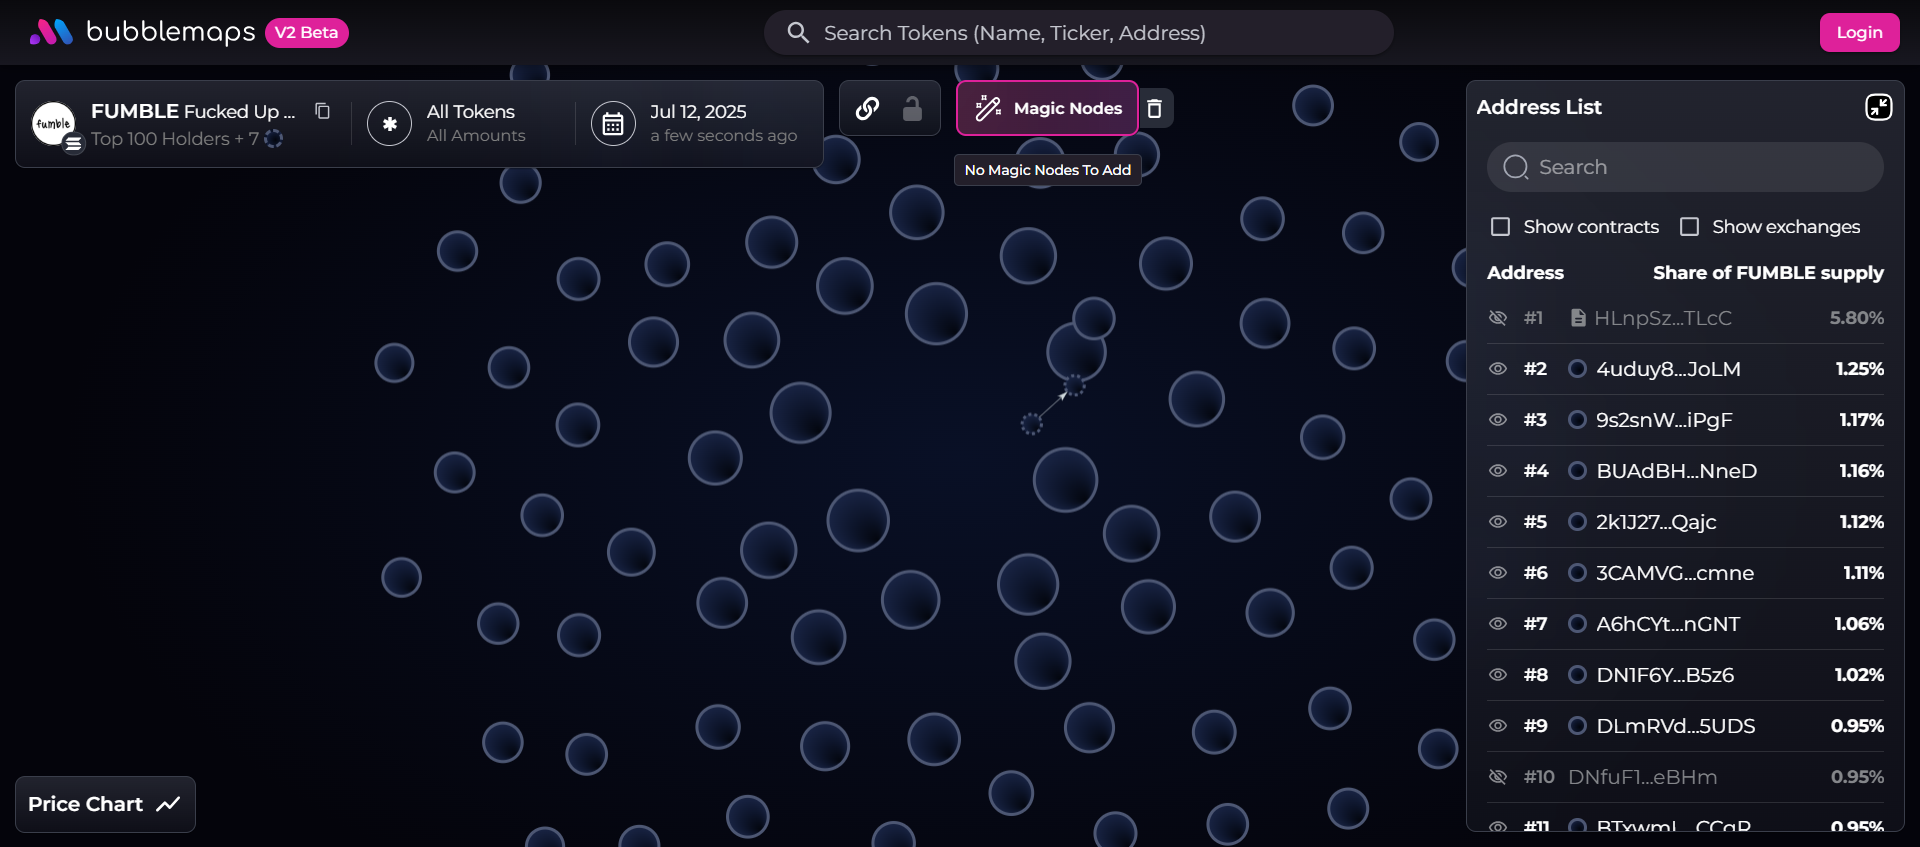 bubblemaps V2 Beta
Search Tokens (Name, Ticker, Address)
Login
fumble
FUMBLE Fucked Up ...
Top 100 Holders + 7
All Tokens
All Amounts
Jul 12, 2025
a few seconds ago
Magic Nodes
No Magic Nodes To Add
Address List
Search
Show contracts Show exchanges
Address Share of FUMBLE supply
#1 HLnpSz...TLcC 5.80%
#2 4uduy8...JoLM 1.25%
#3 9s2snW...iPgF 1.17%
#4 BUAdBH...NneD 1.16%
#5 2k1J27...Qajc 1.12%
#6 3CAMVG...cmne 1.11%
#7 A6hCYt...nGNT 1.06%
#8 DN1F6Y...B5z6 1.02%
#9 DLmRVd...5UDS 0.95%
#10 DNfuF1...eBHm 0.95%
#11 0.95%
Price Chart